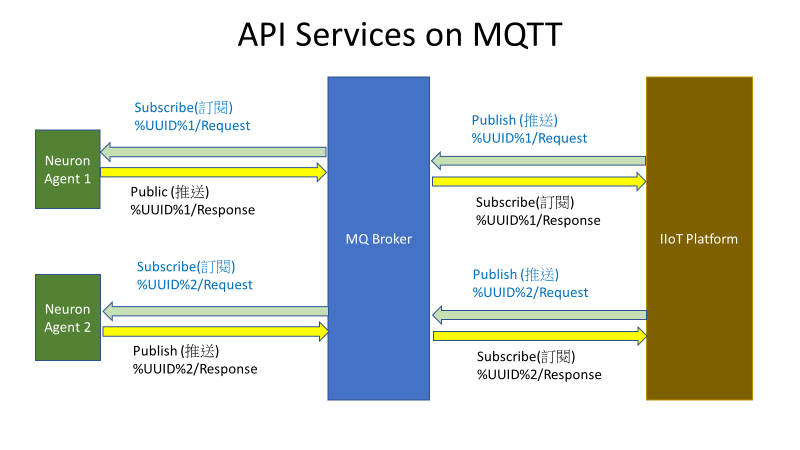 API Services on MQTT
Subscribe(訂閱)
%UUID%1/Request
Publish (推送)
%UUID%1/Request
Neuron
Agent 1
Public (推送)
%UUID%1/Response
Subscribe(訂閱)
%UUID%1/Response
MQ Broker
IIoT Platform
Subscribe(訂閱)
%UUID%2/Request
Publish (推送)
%UUID%2/Request
Neuron
Agent 2
Publish (推送)
%UUID%2/Response
Subscribe(訂閱)
%UUID%2/Response